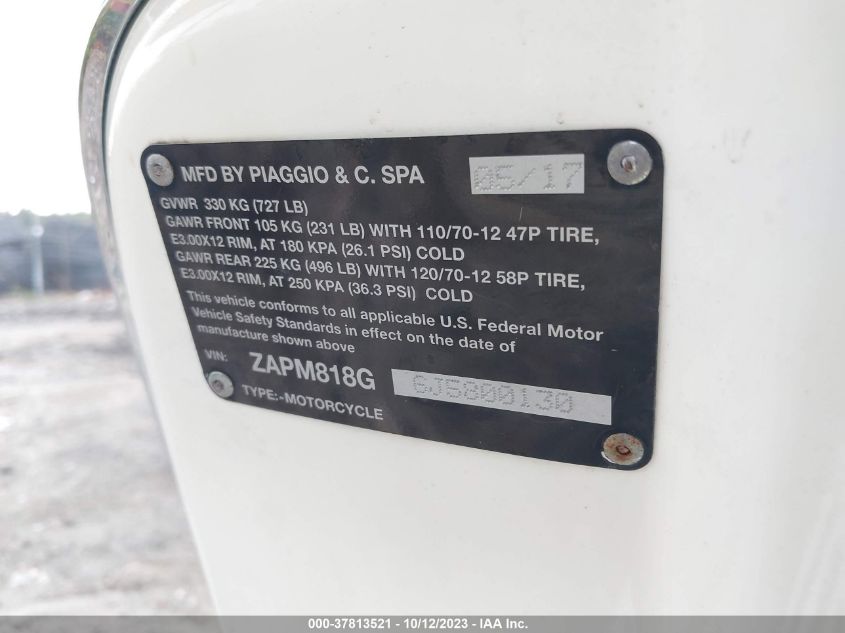 MFD BY PIAGGIO & C. SPA 05/17
GVWR 330 KG (727 LB)
GAWR FRONT 105 KG (231 LB) WITH 110/70-12 47P TIRE,
E3.00X12 RIM, AT 180 KPA (26.1 PSI) COLD
GAWR REAR 225 KG (496 LB) WITH 120/70-12 58P TIRE,
E3.00X12 RIM, AT 250 KPA (36.3 PSI) COLD
This vehicle conforms to all applicable U.S. Federal Motor
Vehicle Safety Standards in effect on the date of
manufacture shown above
VIN: ZAPM818G 6J5800130
TYPE:-MOTORCYCLE
000-37813521 - 10/12/2023 - IAA Inc.